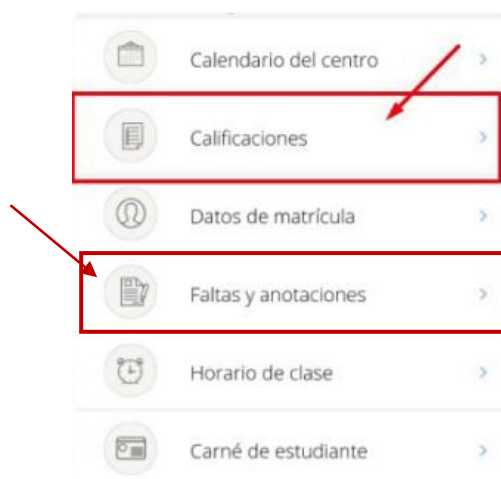 Calendario del centro
Calificaciones
Datos de matrícula
Faltas y anotaciones
Horario de clase
Carné de estudiante